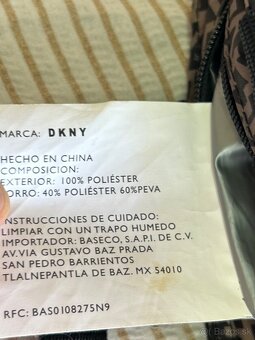 MARCA: DKNY
HECHO EN CHINA
COMPOSICION:
EXTERIOR: 100% POLIÉSTER
FORRO: 40% POLIÉSTER 60%PEVA
INSTRUCCIONES DE CUIDADO:
LIMPIAR CON UN TRAPO HUMEDO
IMPORTADOR: BASECO, S.A.P.I. DE C.V.
AV.VIA GUSTAVO BAZ PRADA
SAN PEDRO BARRIENTOS
TLALNEPANTLA DE BAZ. MX 54010
RFC: BAS0108275N9
Bazos.sk